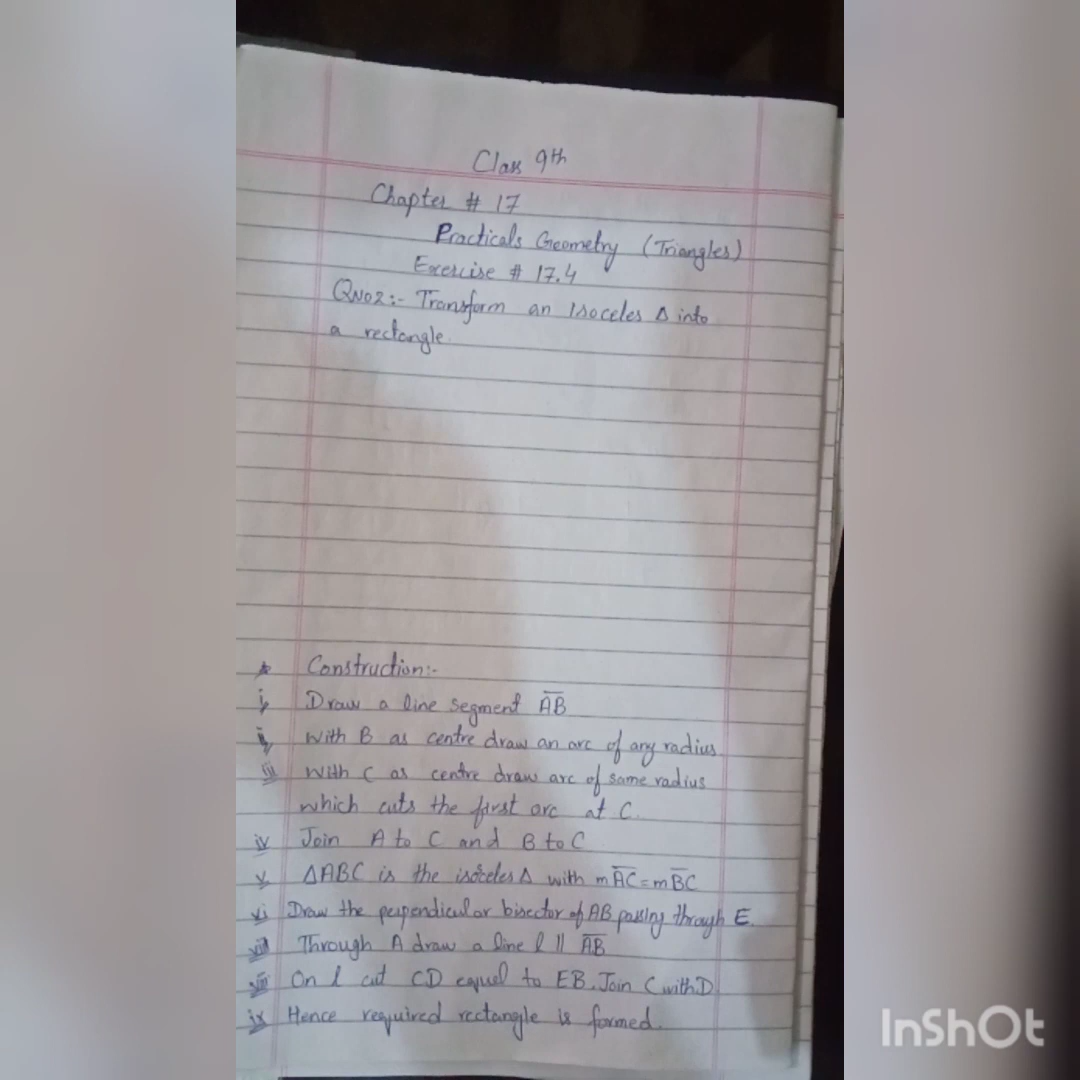 Class 9th
Chapter # 17
Practicals Geometry (Triangles)
Exercise # 17.4
QNo2:- Transform an Isoceles Δ into
a rectangle.
Construction:-
i Draw a line segment AB
ii With B as centre draw an arc of any radius
iii With C as centre draw arc of same radius
which cuts the first arc at C.
iv Join A to C and B to C
v ΔABC is the isoceles Δ with mAC=mBC
vi Draw the perpendicular bisector of AB passing through E.
vii Through A draw a line l || AB
viii On l cut CD equal to EB. Join C with D
ix Hence required rectangle is formed.
InShOt